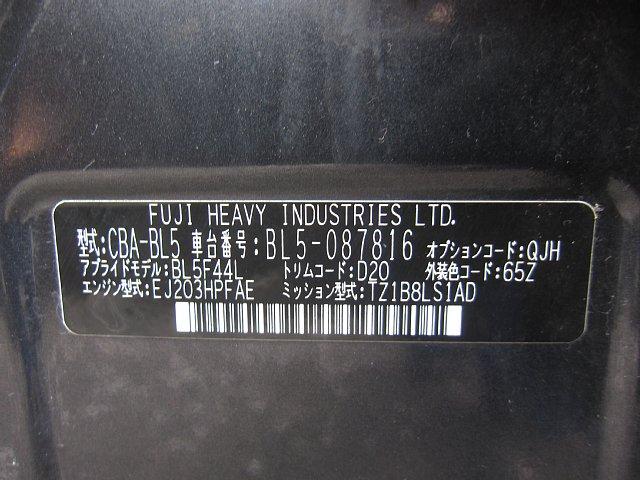 FUJI HEAVY INDUSTRIES LTD.
型式:CBA-BL5 車台番号:BL5-087816 オプションコード:QJH
アプライドモデル:BL5F44L トリムコード:D20 外装色コード:65Z
エンジン型式:EJ203HPFAE ミッション型式:TZ1B8LS1AD